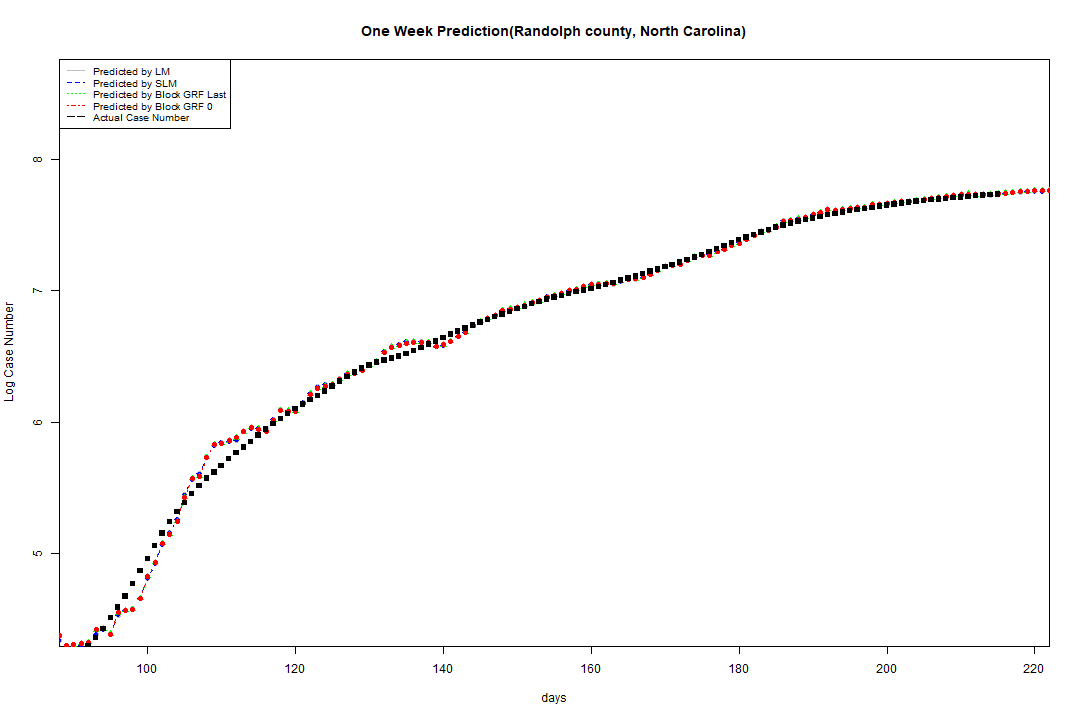 One Week Prediction(Randolph county, North Carolina)
Predicted by LM
Predicted by SLM
Predicted by Block GRF Last
Predicted by Block GRF 0
Actual Case Number
8
7
6
5
Log Case Number
100 120 140 160 180 200 220
days